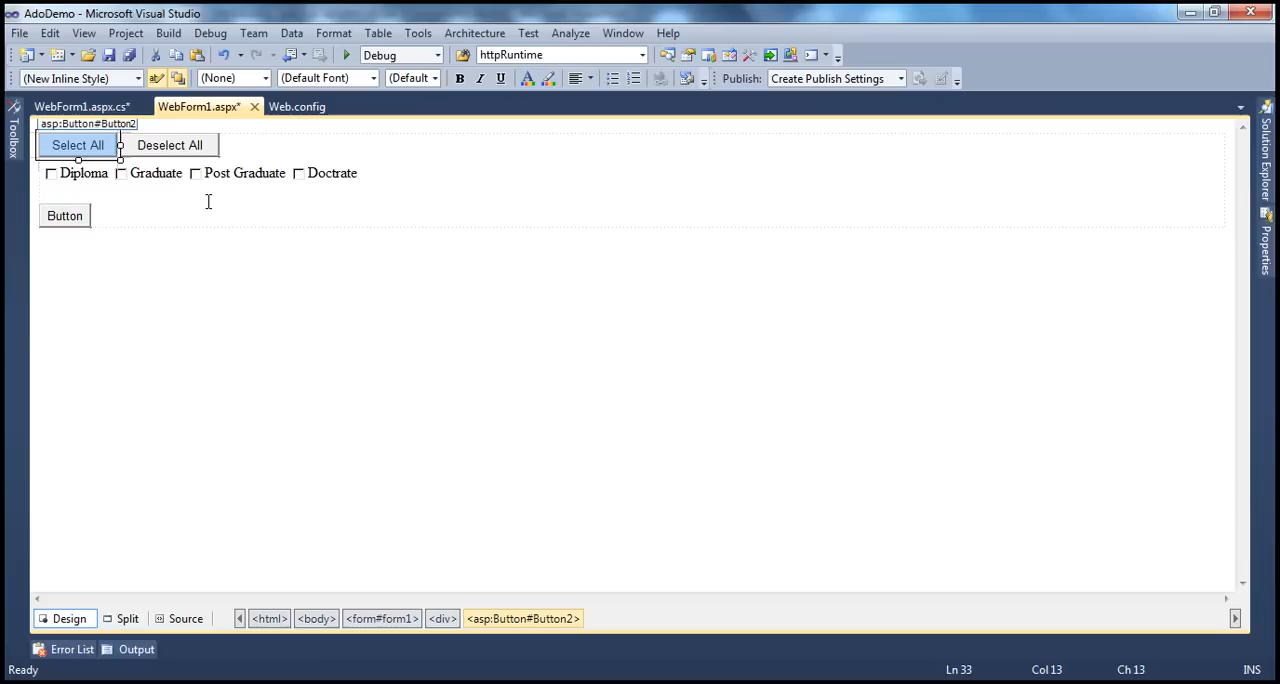 AdoDemo - Microsoft Visual Studio
File Edit View Project Build Debug Team Data Format Table Tools Architecture Test Analyze Window Help
Debug httpRuntime
(New Inline Style) (None) (Default Font) (Default B I U A Publish: Create Publish Settings
WebForm1.aspx.cs* WebForm1.aspx* Web.config
asp:Button#Button2
Select All Deselect All
Diploma Graduate Post Graduate Doctrate
Button
Toolbox
Solution Explorer
Properties
Design Split Source <html> <body> <form#form1> <div> <asp:Button#Button2>
Error List Output
Ready Ln 33 Col 13 Ch 13 INS